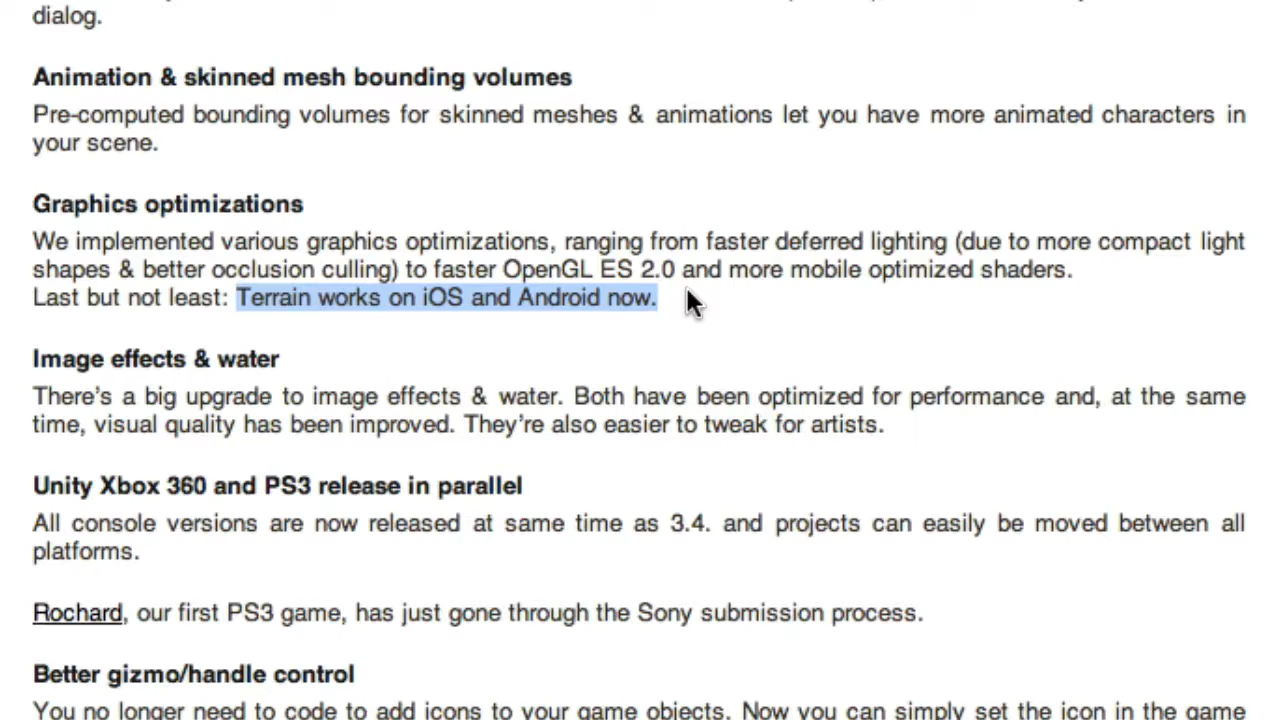 dialog.
Animation & skinned mesh bounding volumes
Pre-computed bounding volumes for skinned meshes & animations let you have more animated characters in
your scene.
Graphics optimizations
We implemented various graphics optimizations, ranging from faster deferred lighting (due to more compact light
shapes & better occlusion culling) to faster OpenGL ES 2.0 and more mobile optimized shaders.
Last but not least: Terrain works on iOS and Android now.
Image effects & water
There's a big upgrade to image effects & water. Both have been optimized for performance and, at the same
time, visual quality has been improved. They're also easier to tweak for artists.
Unity Xbox 360 and PS3 release in parallel
All console versions are now released at same time as 3.4. and projects can easily be moved between all
platforms.
Rochard, our first PS3 game, has just gone through the Sony submission process.
Better gizmo/handle control
You no longer need to code to add icons to your game objects. Now you can simply set the icon in the game